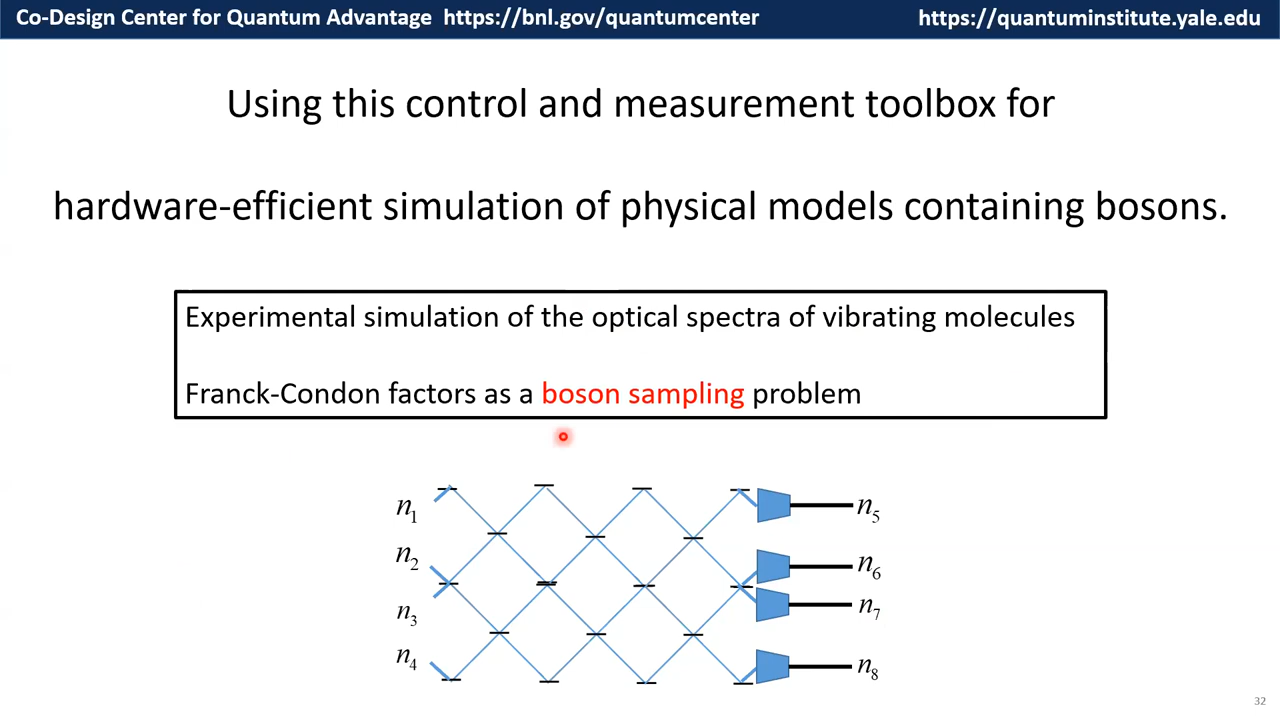 Co-Design Center for Quantum Advantage https://bnl.gov/quantumcenter https://quantuminstitute.yale.edu
Using this control and measurement toolbox for
hardware-efficient simulation of physical models containing bosons.
Experimental simulation of the optical spectra of vibrating molecules
Franck-Condon factors as a boson sampling problem
n₁
n₅
n₂
n₆
n₃
n₇
n₄
n₈
32